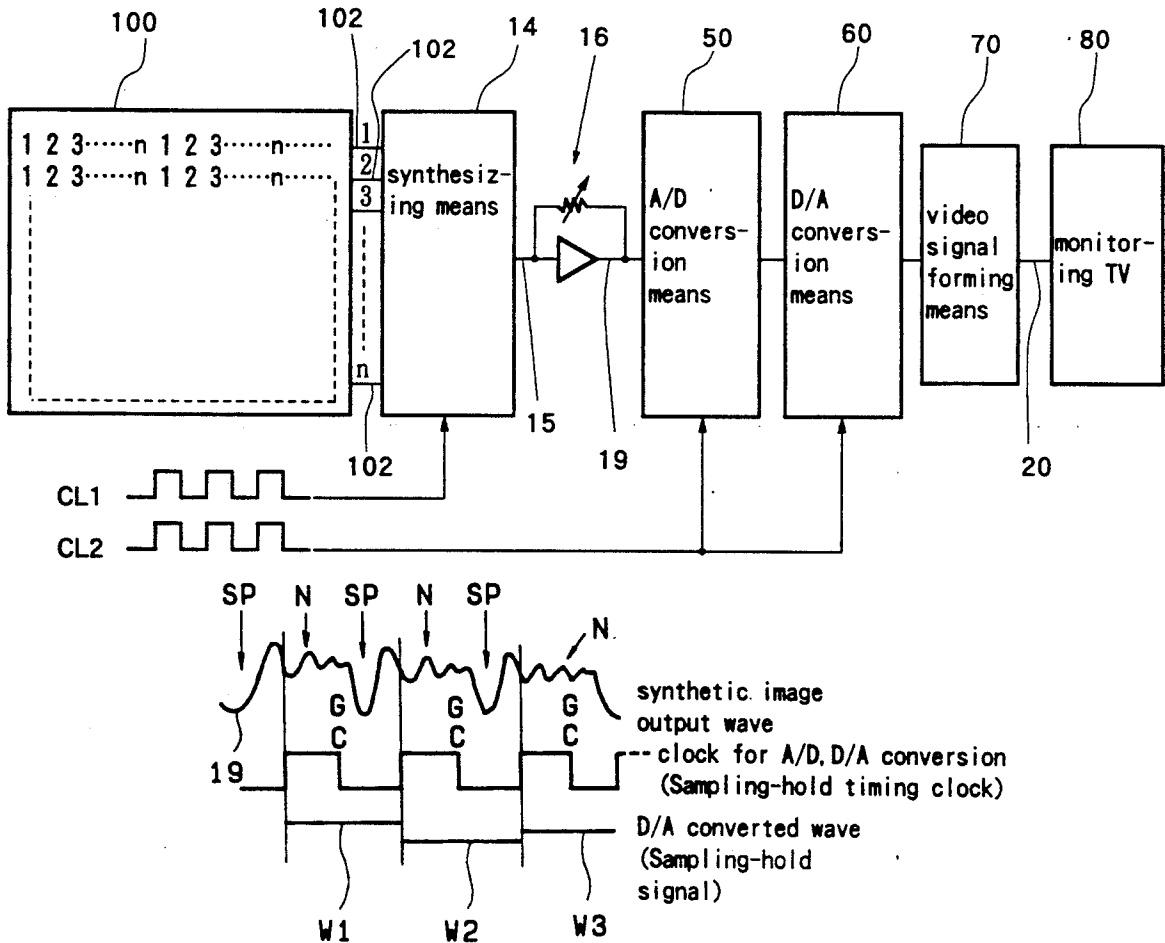 100
102
102
14
16
50
60
70
80
1 2 3······n 1 2 3······n······
1 2 3······n 1 2 3······n······
1
2
3
n
synthesiz-
ing means
A/D
convers-
ion
means
D/A
convers-
ion
means
video
signal
forming
means
monitor-
ing TV
102
15
19
20
CL1
CL2
SP
N
SP
N
SP
N
G
C
G
C
G
C
synthetic image
output wave
19
clock for A/D, D/A conversion
(Sampling-hold timing clock)
D/A converted wave
(Sampling-hold
signal)
W1
W2
W3